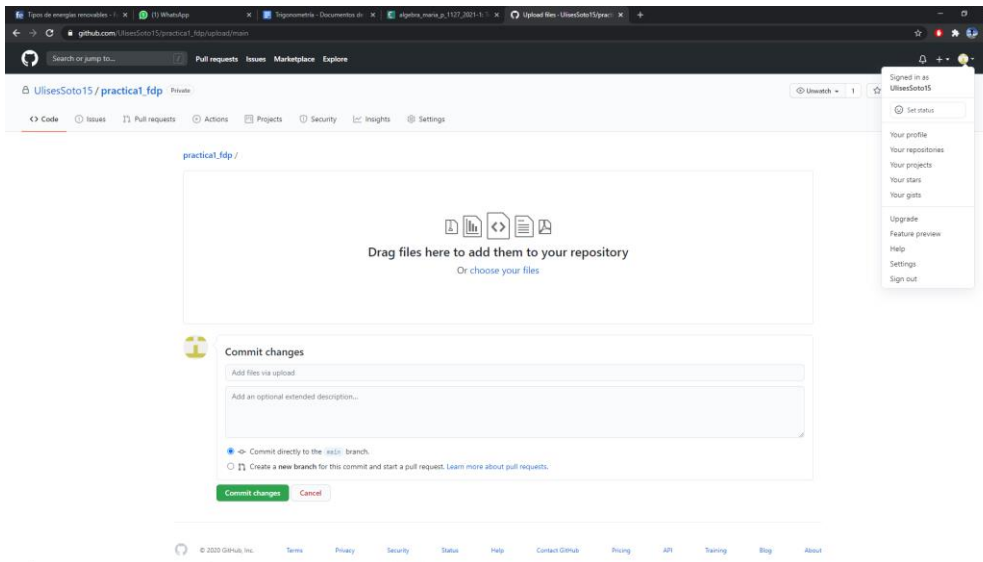 Tipos de energías renovables - F
(1) WhatsApp
Trigonometría - Documentos de
algebra_maria_p_1127_2021-1: T
Upload files · UlisesSoto15/pract
github.com/UlisesSoto15/practica1_fdp/upload/main
Search or jump to... /
Pull requests Issues Marketplace Explore
Signed in as
UlisesSoto15
Set status
Your profile
Your repositories
Your projects
Your stars
Your gists
Upgrade
Feature preview
Help
Settings
Sign out
UlisesSoto15 / practica1_fdp Private
Unwatch 1
Code Issues Pull requests Actions Projects Security Insights Settings
practica1_fdp /
Drag files here to add them to your repository
Or choose your files
Commit changes
Add files via upload
Add an optional extended description...
Commit directly to the main branch.
Create a new branch for this commit and start a pull request. Learn more about pull requests.
Commit changes Cancel
© 2020 GitHub, Inc. Terms Privacy Security Status Help Contact GitHub Pricing API Training Blog About